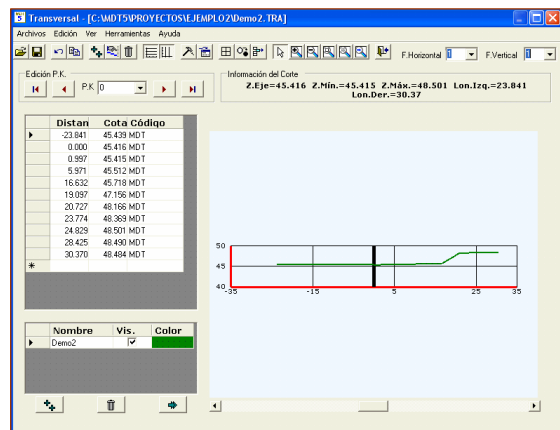 Transversal - [C:\MDT5\PROYECTOS\EJEMPLO2\Demo2.TRA]
Archivos Edición Ver Herramientas Ayuda
F.Horizontal 1 F.Vertical 1
Edición P.K.
P.K 0
Información del Corte
Z.Eje=45.416 Z.Mín.=45.415 Z.Máx.=48.501 Lon.Izq.=23.841
Lon.Der.=30.37
Distan Cota Código
-23.841 45.439 MDT
0.000 45.416 MDT
0.997 45.415 MDT
5.971 45.512 MDT
16.632 45.718 MDT
19.097 47.156 MDT
20.727 48.166 MDT
23.774 48.369 MDT
24.829 48.501 MDT
28.425 48.490 MDT
30.370 48.484 MDT
50
45
40
-35 -15 5 25 35
Nombre Vis. Color
Demo2